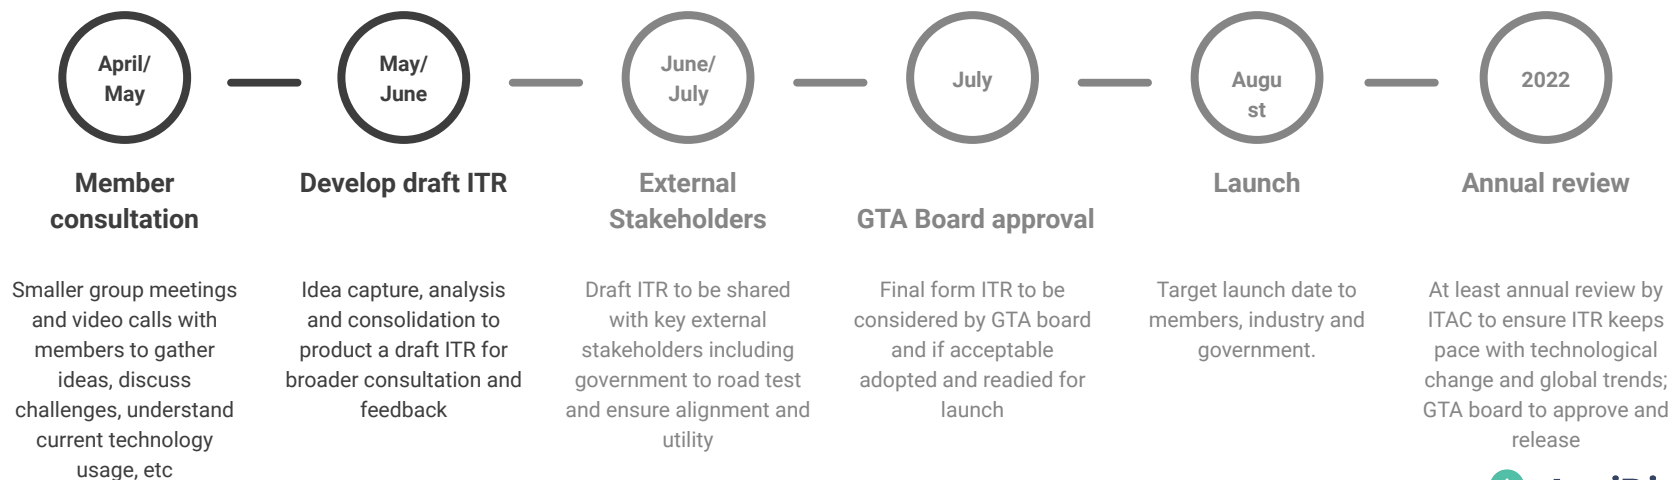 April/
May
Member
consultation
Smaller group meetings
and video calls with
members to gather
ideas, discuss
challenges, understand
current technology
usage, etc
May/
June
Develop draft ITR
Idea capture, analysis
and consolidation to
product a draft ITR for
broader consultation and
feedback
June/
July
External
Stakeholders
Draft ITR to be shared
with key external
stakeholders including
government to road test
and ensure alignment and
utility
July
GTA Board approval
Final form ITR to be
considered by GTA board
and if acceptable
adopted and readied for
launch
Augu
st
Launch
Target launch date to
members, industry and
government.
2022
Annual review
At least annual review by
ITAC to ensure ITR keeps
pace with technological
change and global trends;
GTA board to approve and
release